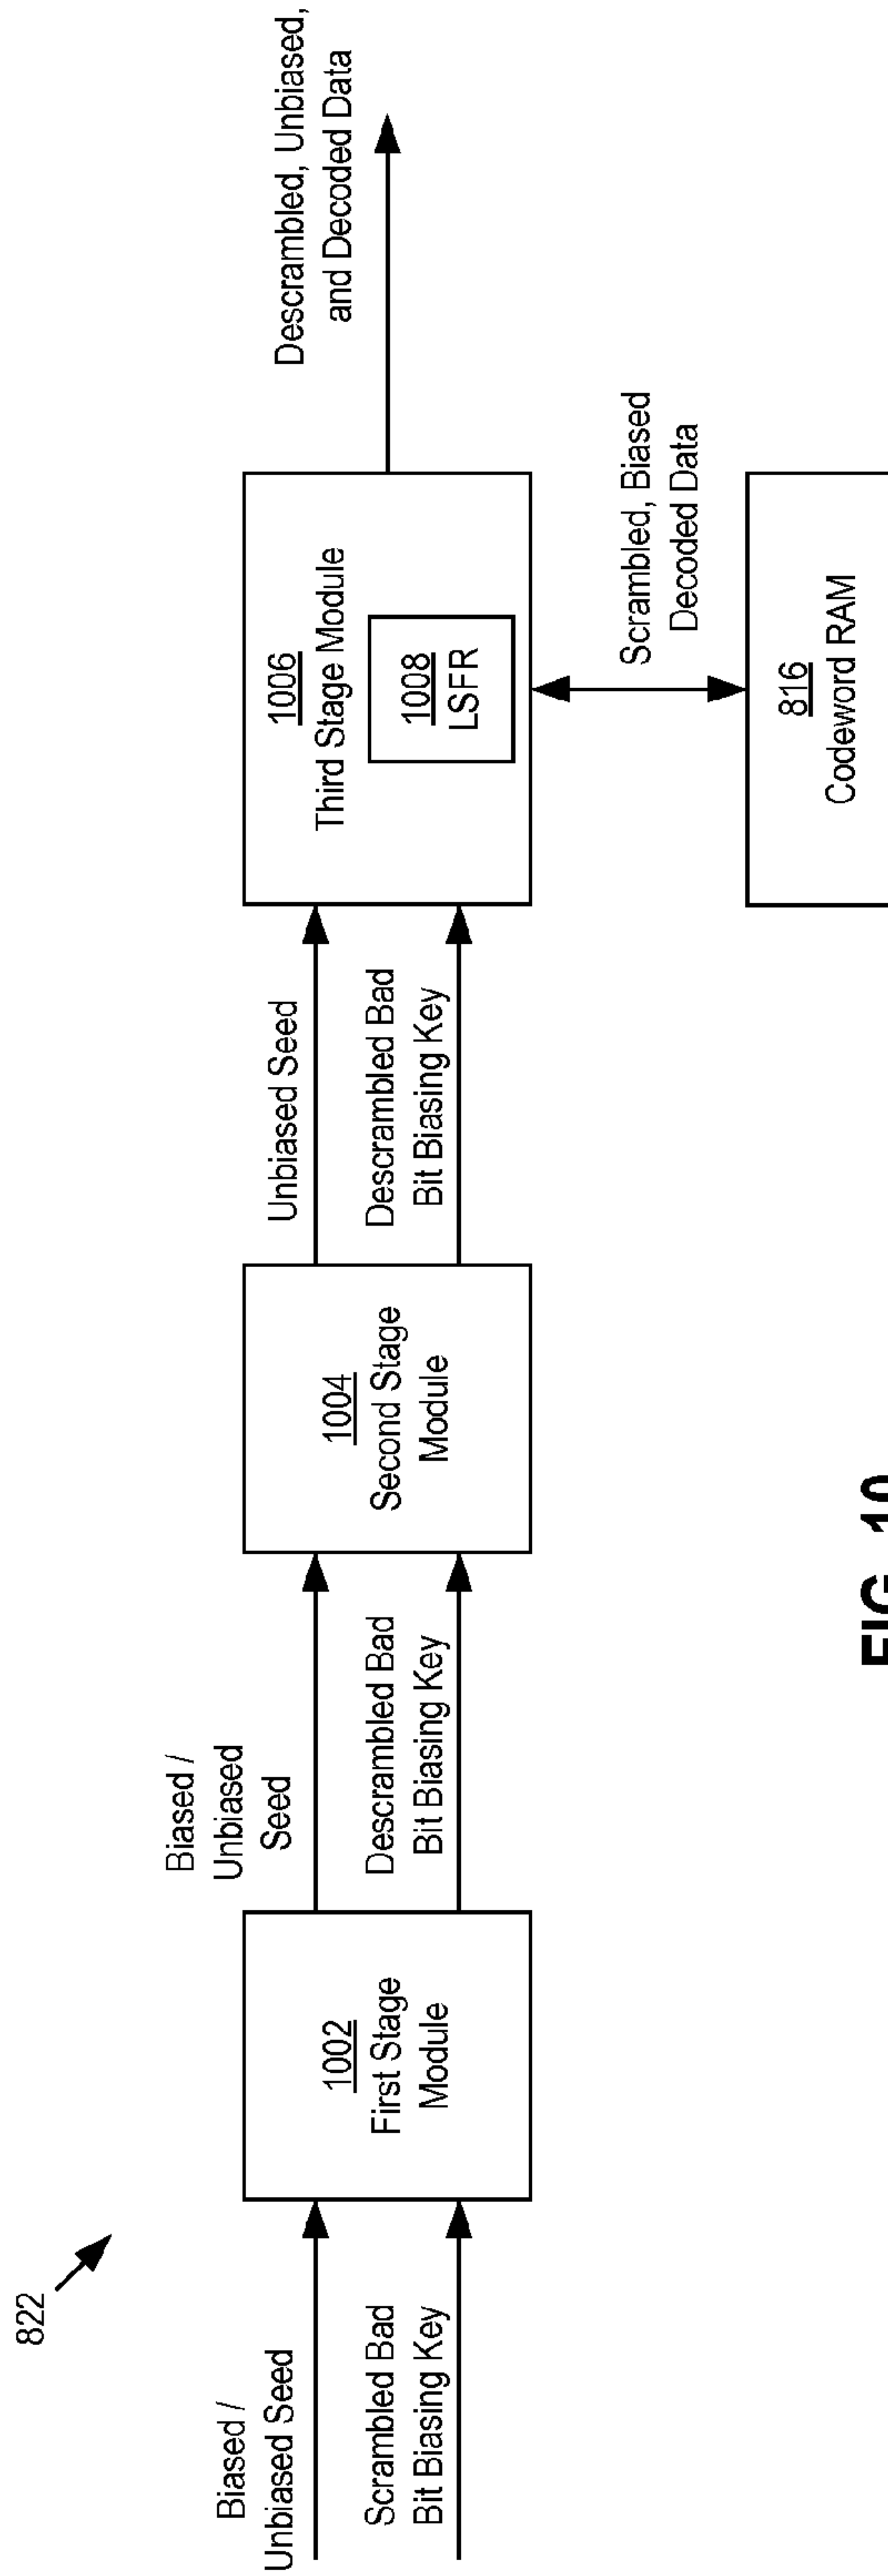 822
Biased /
Unbiased Seed
Scrambled Bad
Bit Biasing Key
1002
First Stage
Module
Biased /
Unbiased
Seed
Descrambled Bad
Bit Biasing Key
1004
Second Stage
Module
Unbiased Seed
Descrambled Bad
Bit Biasing Key
1006
Third Stage Module
1008
LSFR
Descrambled, Unbiased,
and Decoded Data
Scrambled, Biased
Decoded Data
816
Codeword RAM
FIG. 10